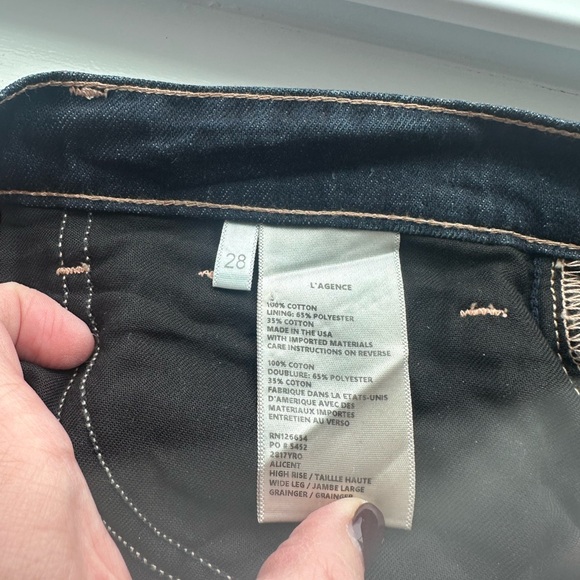 28
L'AGENCE
100% COTTON
LINING: 65% POLYESTER
35% COTTON
MADE IN THE USA
WITH IMPORTED MATERIALS
CARE INSTRUCTIONS ON REVERSE
100% COTON
DOUBLURE: 65% POLYESTER
35% COTON
FABRIQUE DANS LA ETATS-UNIS
D'AMERIQUE AVEC DES
MATERIAUX IMPORTES
ENTRETIEN AU VERSO
RN126654
PO # 5452
2817YRO
ALICENT
HIGH RISE / TAILLE HAUTE
WIDE LEG / JAMBE LARGE
GRAINGER / GRAINGER